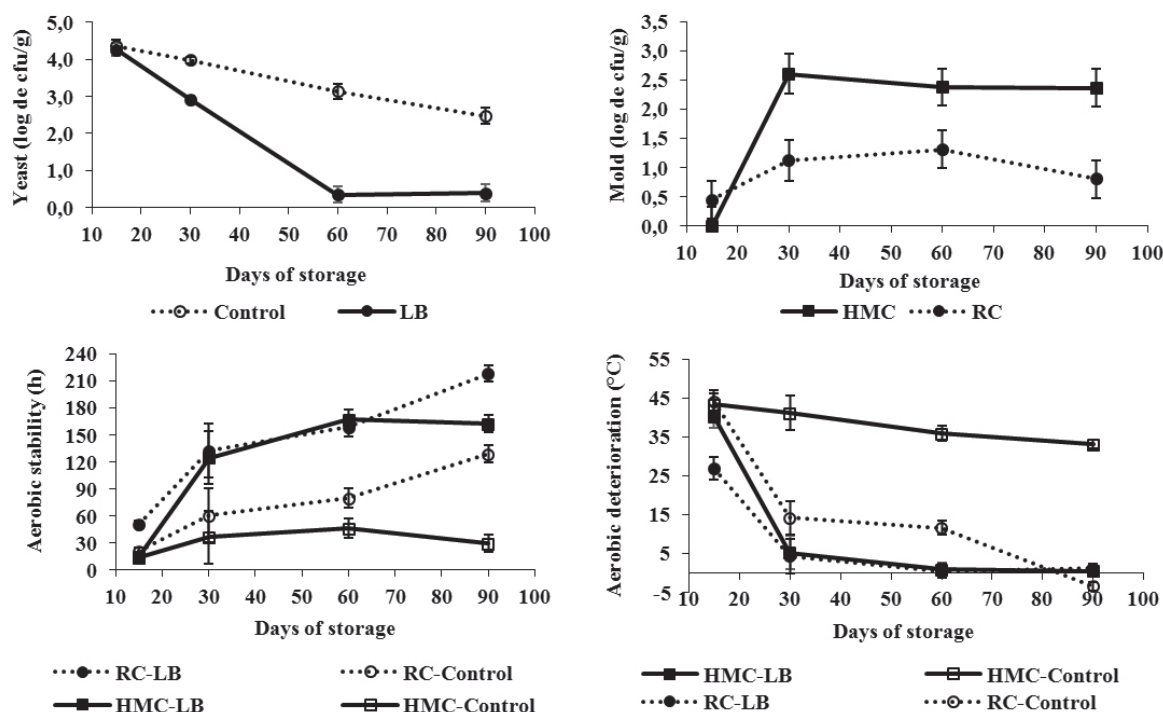 Yeast (log de cfu/g)
5,0
4,0
3,0
2,0
1,0
0,0
10 20 30 40 50 60 70 80 90 100
Days of storage
Control LB
Mold (log de cfu/g)
3,5
3,0
2,5
2,0
1,5
1,0
0,5
0,0
10 20 30 40 50 60 70 80 90 100
Days of storage
HMC RC
Aerobic stability (h)
240
210
180
150
120
90
60
30
0
10 20 30 40 50 60 70 80 90 100
Days of storage
RC-LB RC-Control
HMC-LB HMC-Control
Aerobic deterioration (°C)
55
45
35
25
15
5
-5
10 20 30 40 50 60 70 80 90 100
Days of storage
HMC-LB HMC-Control
RC-LB RC-Control